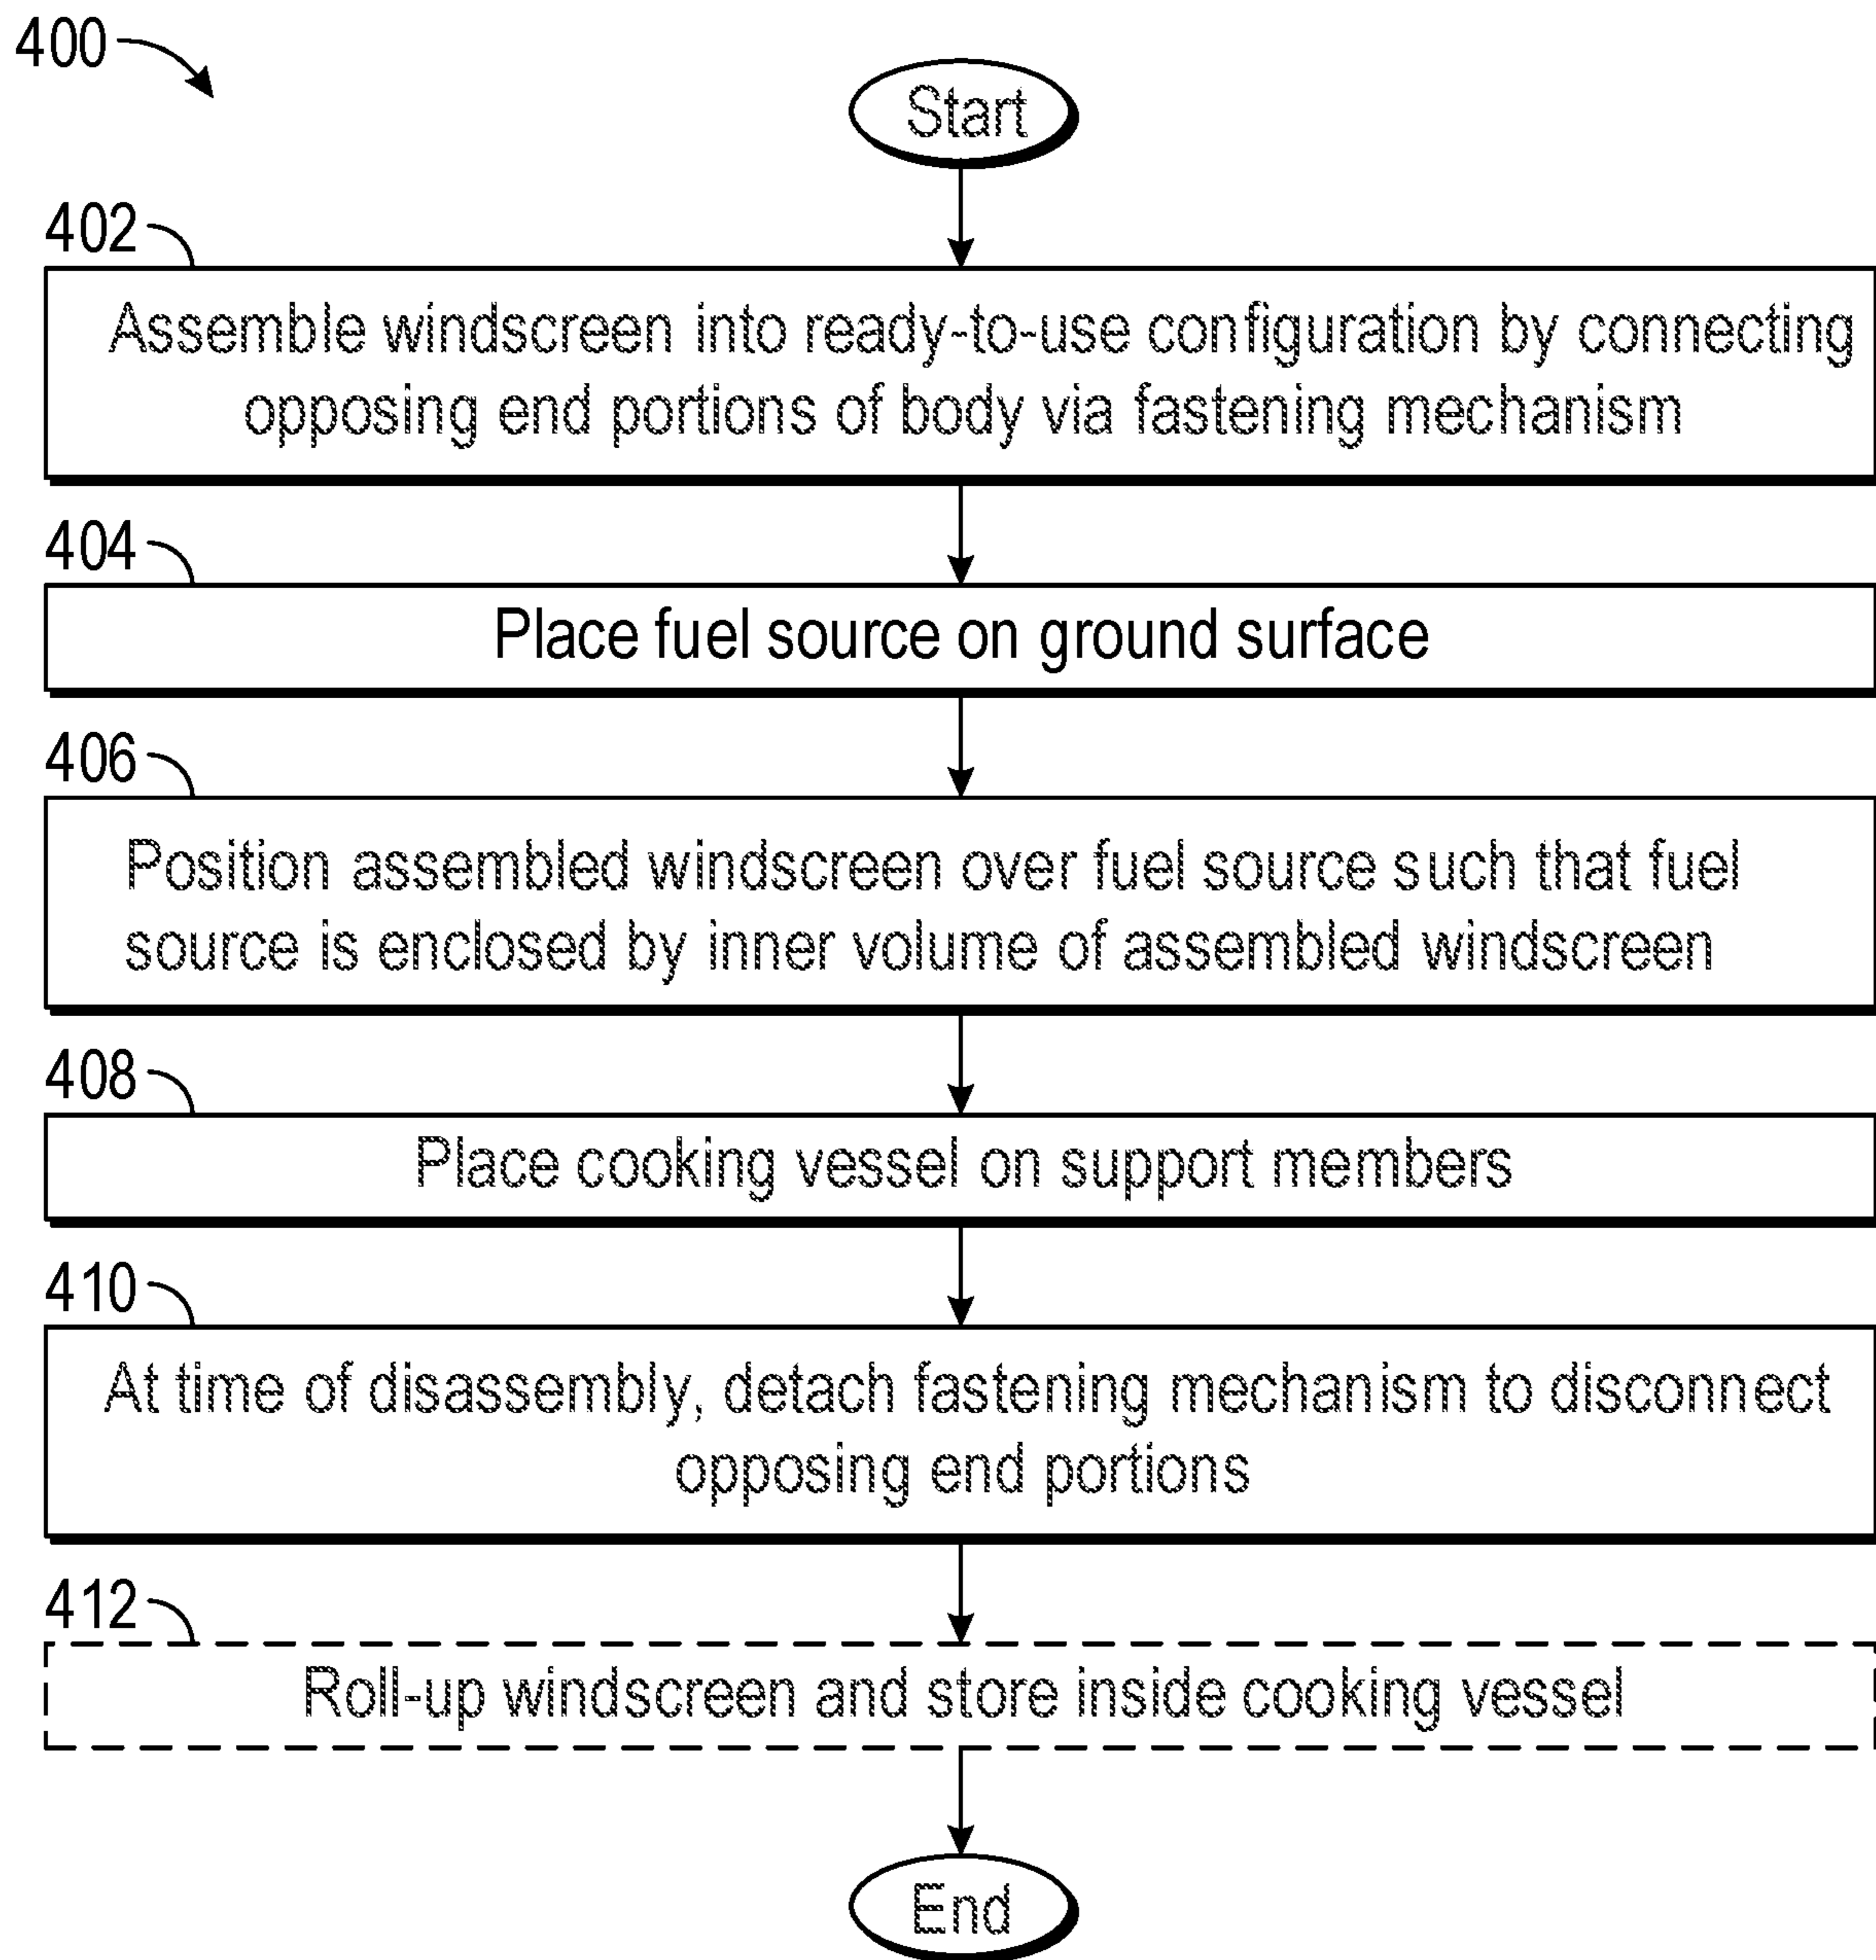 400
Start
402
Assemble windscreen into ready-to-use configuration by connecting
opposing end portions of body via fastening mechanism
404
Place fuel source on ground surface
406
Position assembled windscreen over fuel source such that fuel
source is enclosed by inner volume of assembled windscreen
408
Place cooking vessel on support members
410
At time of disassembly, detach fastening mechanism to disconnect
opposing end portions
412
Roll-up windscreen and store inside cooking vessel
End